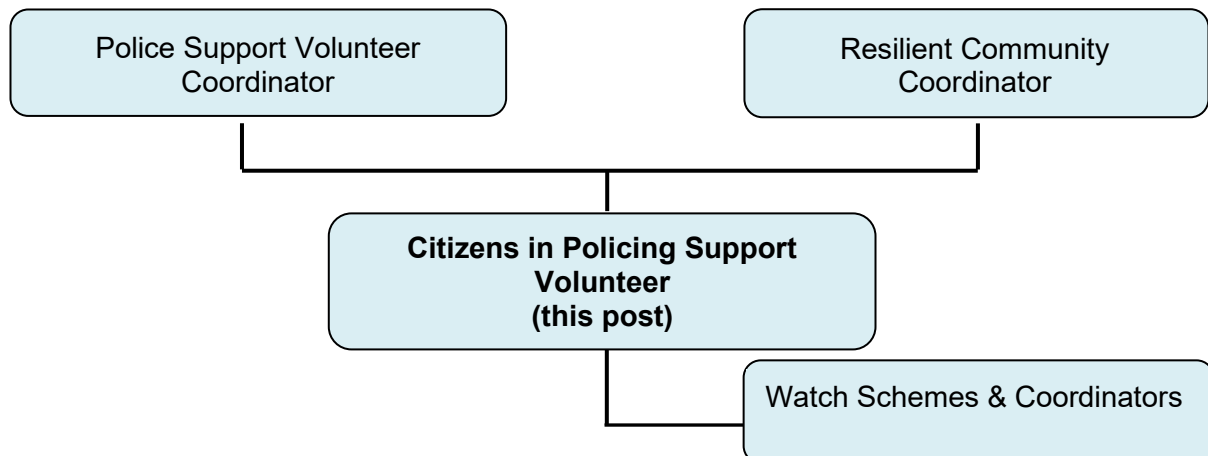 Police Support Volunteer
Coordinator
Resilient Community
Coordinator
Citizens in Policing Support
Volunteer
(this post)
Watch Schemes & Coordinators